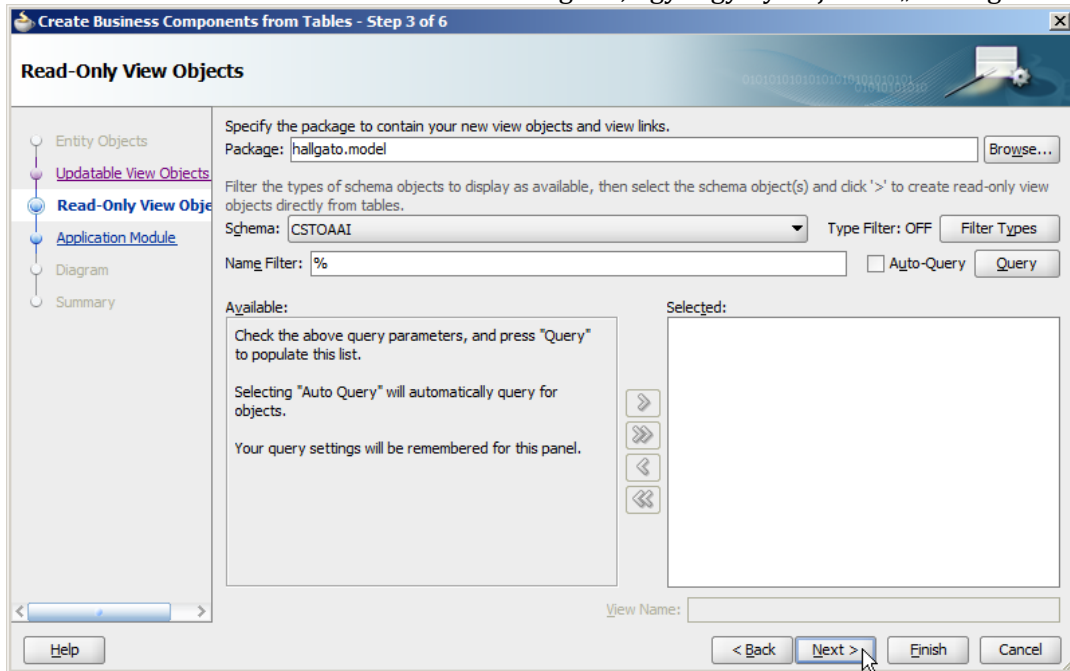 Create Business Components from Tables - Step 3 of 6
Read-Only View Objects
Entity Objects
Updatable View Objects
Read-Only View Obje
Application Module
Diagram
Summary
Specify the package to contain your new view objects and view links.
Package: hallgato.model
Browse...
Filter the types of schema objects to display as available, then select the schema object(s) and click '>' to create read-only view
objects directly from tables.
Schema: CSTOAAI
Type Filter: OFF
Filter Types
Name Filter: %
Auto-Query
Query
Available:
Check the above query parameters, and press "Query"
to populate this list.
Selecting "Auto Query" will automatically query for
objects.
Your query settings will be remembered for this panel.
Selected:
View Name:
Help
< Back
Next >
Finish
Cancel